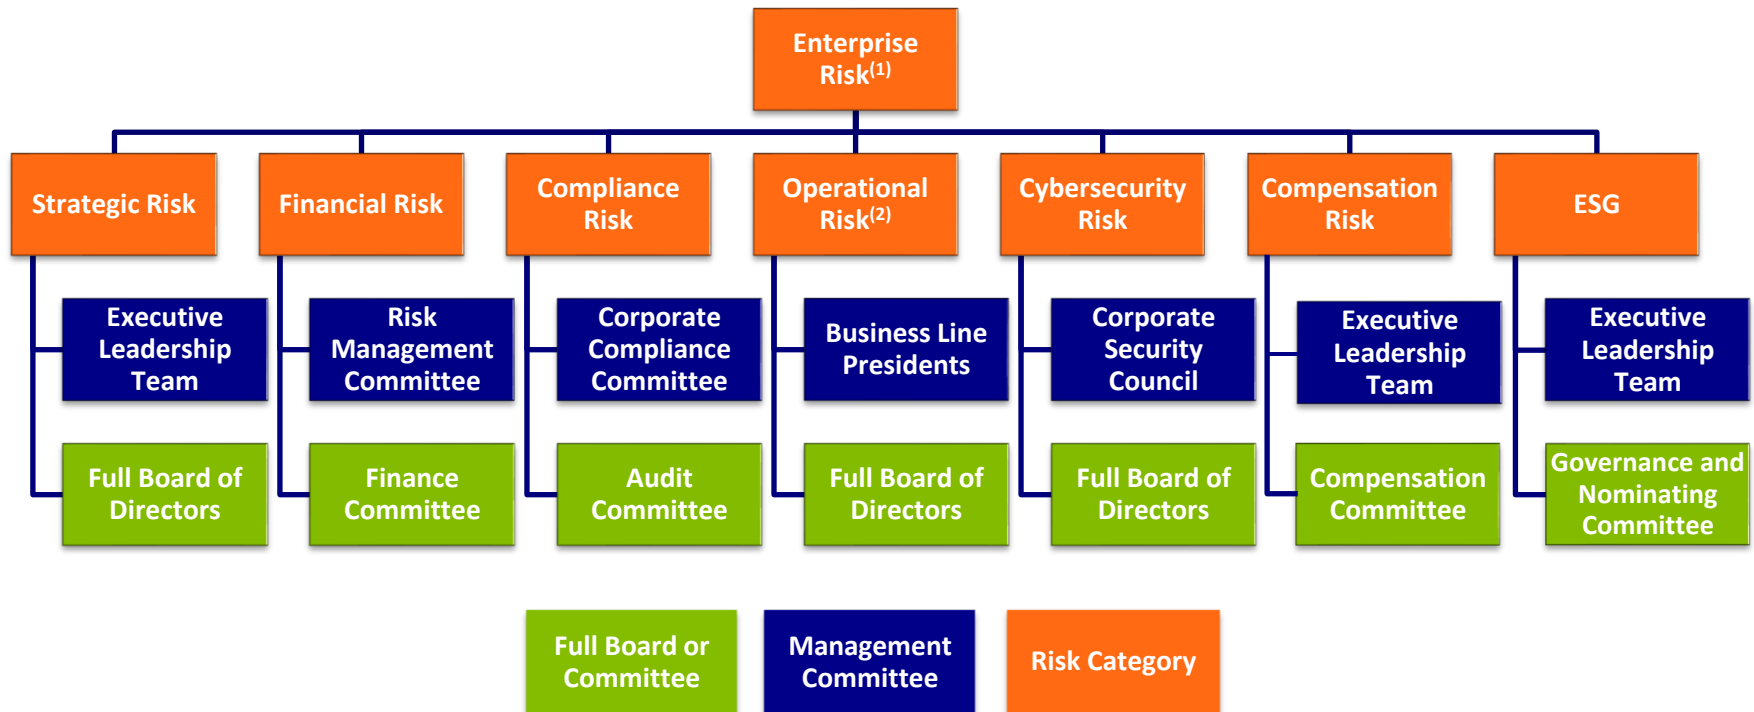 Enterprise
Risk(1)
Strategic Risk
Financial Risk
Compliance
Risk
Operational
Risk(2)
Cybersecurity
Risk
Compensation
Risk
ESG
Executive
Leadership
Team
Risk
Management
Committee
Corporate
Compliance
Committee
Business Line
Presidents
Corporate
Security
Council
Executive
Leadership
Team
Executive
Leadership
Team
Full Board of
Directors
Finance
Committee
Audit
Committee
Full Board of
Directors
Full Board of
Directors
Compensation
Committee
Governance and
Nominating
Committee
Full Board or
Committee
Management
Committee
Risk Category